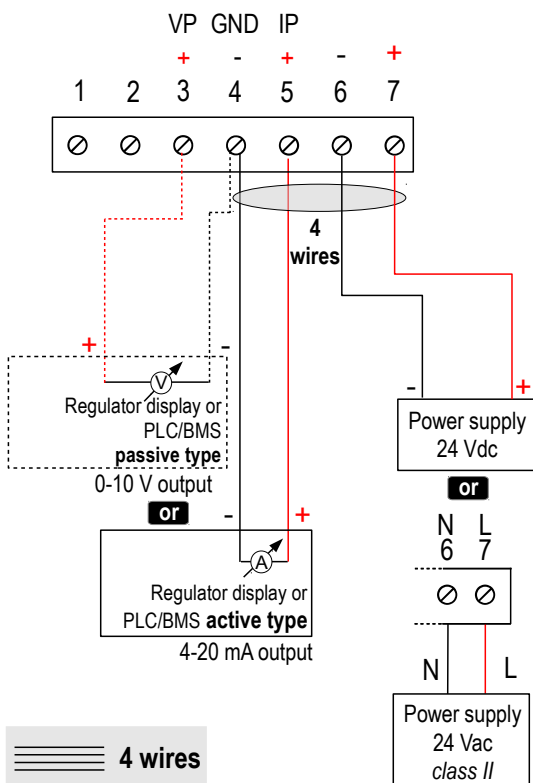 VP GND IP
+ - + - +
1 2 3 4 5 6 7
4
wires
+ -
V
Regulator display or
PLC/BMS
passive type
0-10 V output
or
- +
A
Regulator display or
PLC/BMS active type
4-20 mA output
- +
Power supply
24 Vdc
or
N L
6 7
N L
Power supply
24 Vac
class II
4 wires